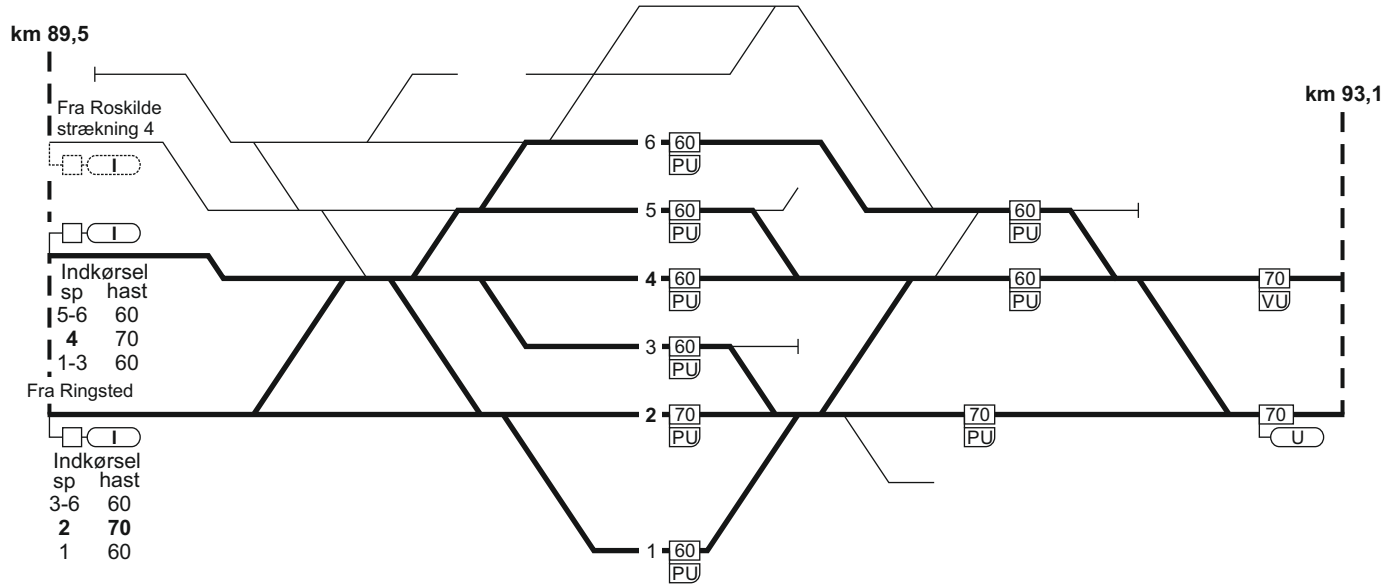 km 89,5
km 93,1
Fra Roskilde
strækning 4
I
6 60
PU
5 60
PU
60
PU
I
Indkørsel
sp hast
5-6 60
4 70
1-3 60
4 60
PU
60
PU
70
VU
3 60
PU
Fra Ringsted
I
Indkørsel
sp hast
3-6 60
2 70
1 60
2 70
PU
70
PU
70
U
1 60
PU